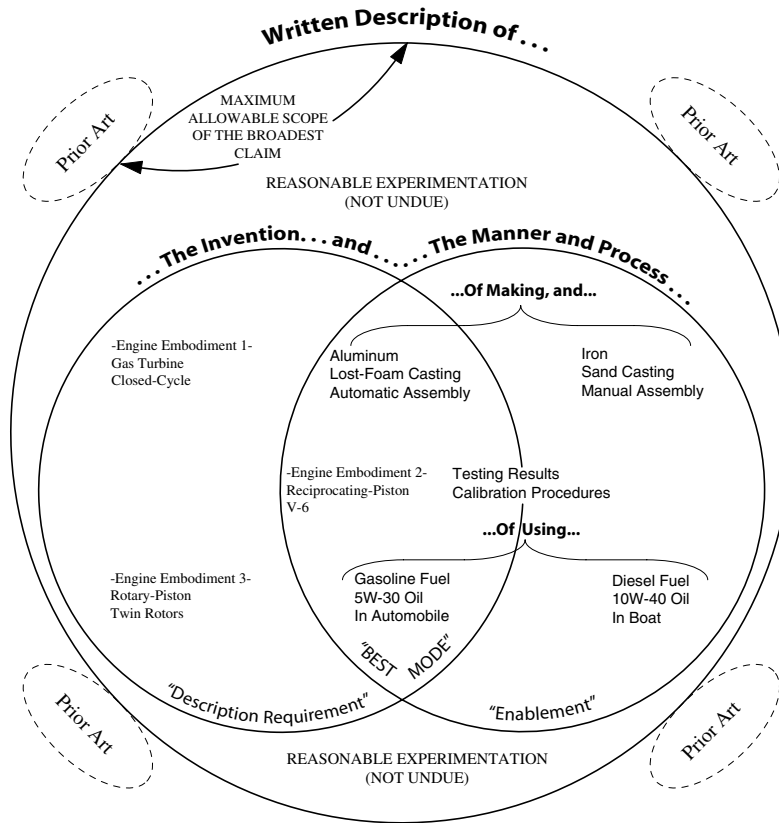 Written Description of . . .
Prior Art
Prior Art
MAXIMUM
ALLOWABLE SCOPE
OF THE BROADEST
CLAIM
REASONABLE EXPERIMENTATION
(NOT UNDUE)
. . .The Invention. . . and . . .
. . .The Manner and Process. . .
...Of Making, and...
-Engine Embodiment 1-
Gas Turbine
Closed-Cycle
Aluminum
Lost-Foam Casting
Automatic Assembly
Iron
Sand Casting
Manual Assembly
-Engine Embodiment 2-
Reciprocating-Piston
V-6
Testing Results
Calibration Procedures
...Of Using...
-Engine Embodiment 3-
Rotary-Piston
Twin Rotors
Gasoline Fuel
5W-30 Oil
In Automobile
Diesel Fuel
10W-40 Oil
In Boat
“BEST MODE”
“Description Requirement”
“Enablement”
Prior Art
Prior Art
REASONABLE EXPERIMENTATION
(NOT UNDUE)